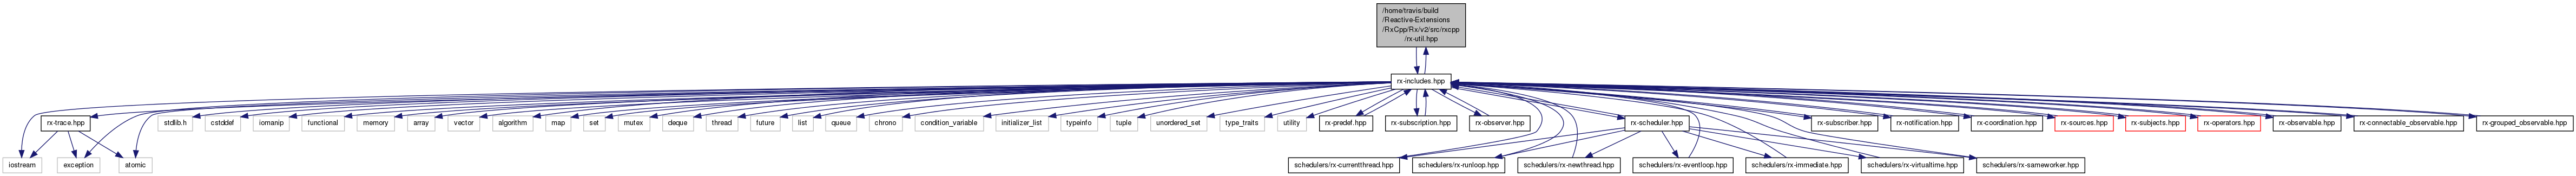 /home/travis/build
/Reactive-Extensions
/RxCpp/Rx/v2/src/rxcpp
/rx-util.hpp
rx-includes.hpp
rx-trace.hpp
stdlib.h
cstddef
iomanip
functional
memory
array
vector
algorithm
map
set
mutex
deque
thread
future
list
queue
chrono
condition_variable
initializer_list
typeinfo
tuple
unordered_set
type_traits
utility
rx-predef.hpp
rx-subscription.hpp
rx-observer.hpp
rx-scheduler.hpp
rx-subscriber.hpp
rx-notification.hpp
rx-coordination.hpp
rx-sources.hpp
rx-subjects.hpp
rx-operators.hpp
rx-observable.hpp
rx-connectable_observable.hpp
rx-grouped_observable.hpp
iostream
exception
atomic
schedulers/rx-currentthread.hpp
schedulers/rx-runloop.hpp
schedulers/rx-newthread.hpp
schedulers/rx-eventloop.hpp
schedulers/rx-immediate.hpp
schedulers/rx-virtualtime.hpp
schedulers/rx-sameworker.hpp